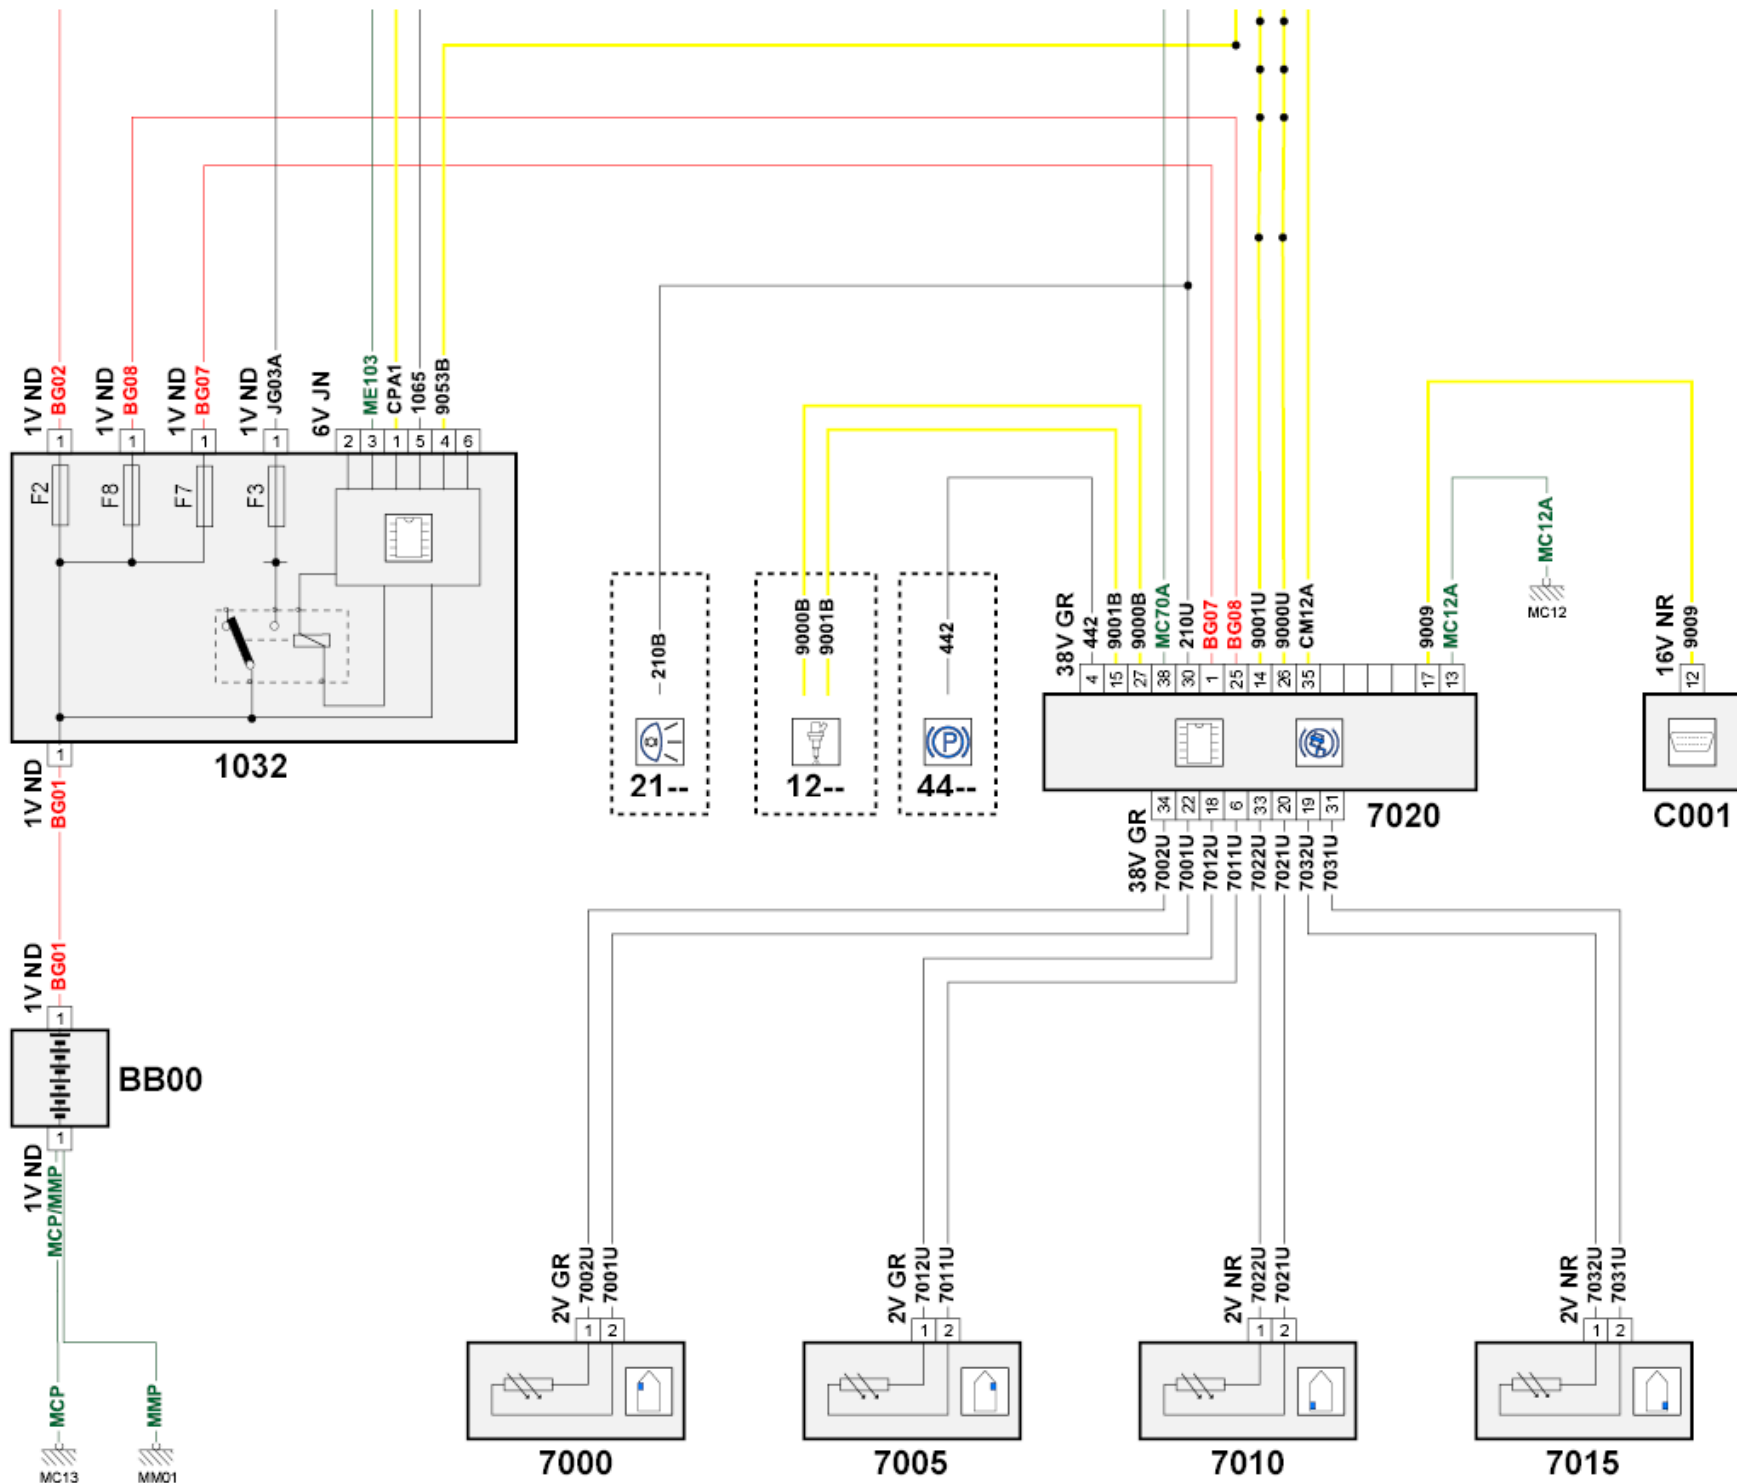 1V ND
BG02
1V ND
BG08
1V ND
BG07
1V ND
JG03A
6V JN
ME103
CPA1
1065
9053B
1
1
1
1
2
3
1
5
4
6
F2
F8
F7
F3
1032
1
1V ND
BG01
1V ND
BG01
1
BB00
1
1V ND
MCP/MMP
MCP
MMP
MC13
MM01
210B
21--
9000B
9001B
12--
442
P
44--
38V GR
442
9001B
9000B
MC70A
210U
BG07
BG08
9001U
9000U
CM12A
9009
MC12A
4
15
27
38
30
1
25
14
26
35
17
13
MC12A
MC12
16V NR
9009
12
C001
7020
34
22
18
6
33
20
19
31
38V GR
7002U
7001U
7012U
7011U
7022U
7021U
7032U
7031U
2V GR
7002U
7001U
1
2
7000
2V GR
7012U
7011U
1
2
7005
2V NR
7022U
7021U
1
2
7010
2V NR
7032U
7031U
1
2
7015